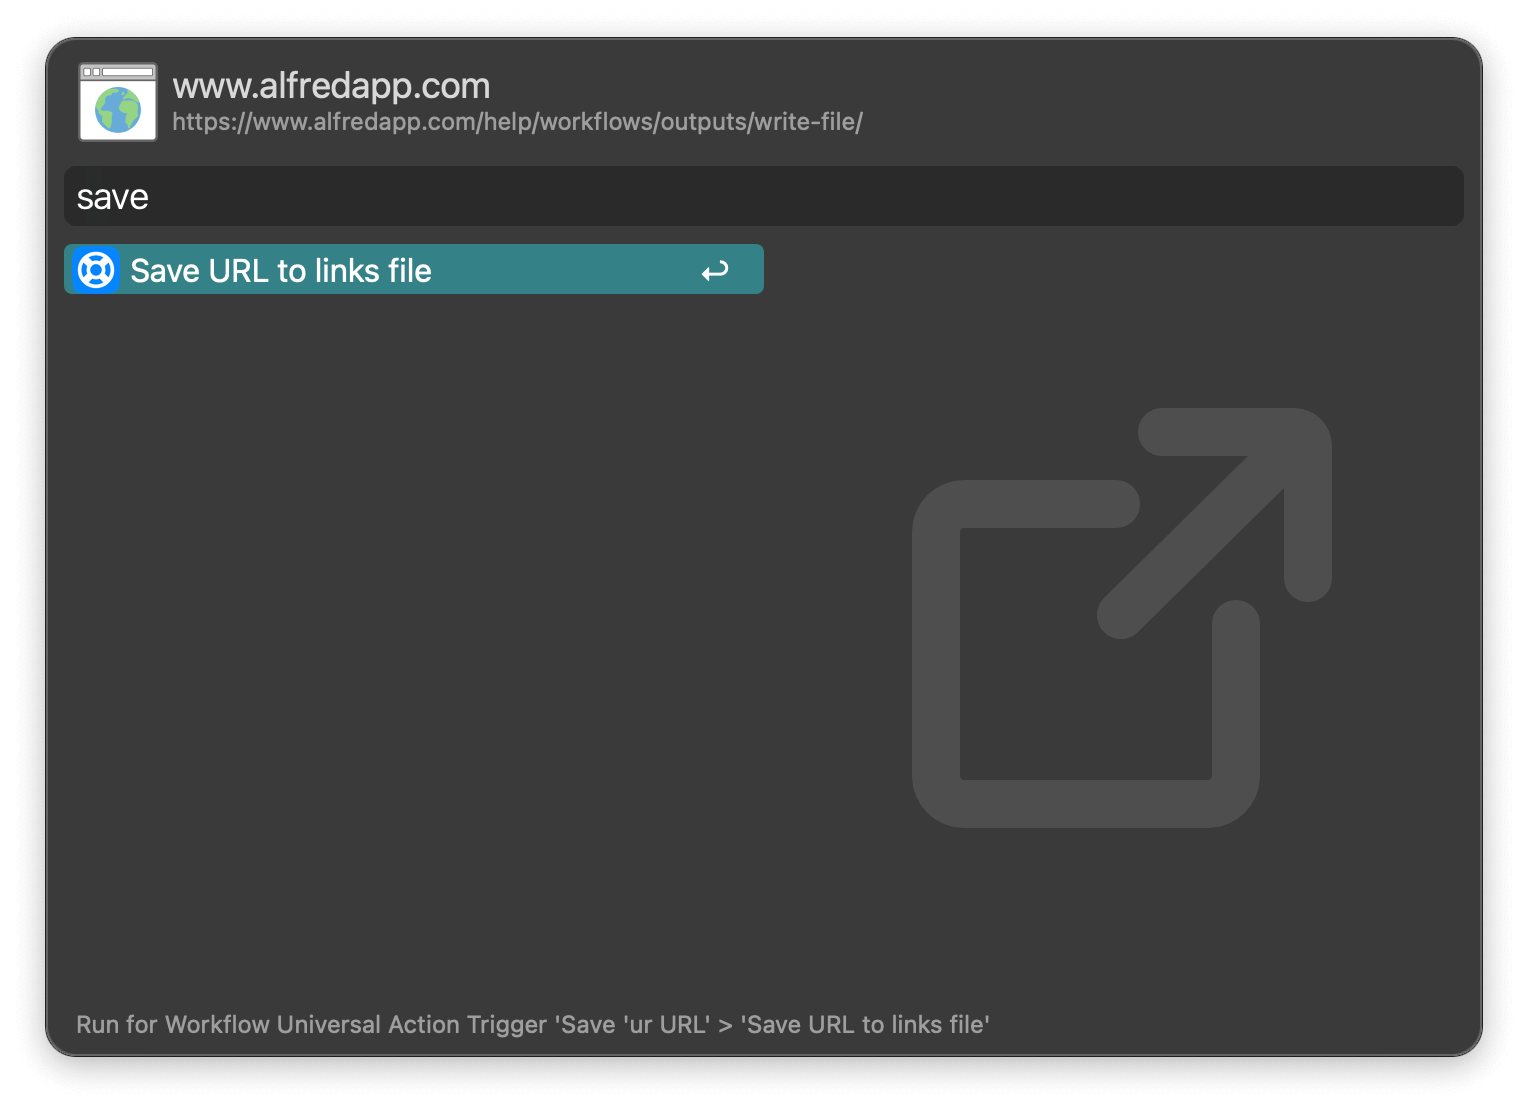 www.alfredapp.com
https://www.alfredapp.com/help/workflows/outputs/write-file/
save
Save URL to links file
Run for Workflow Universal Action Trigger 'Save 'ur URL' > 'Save URL to links file'